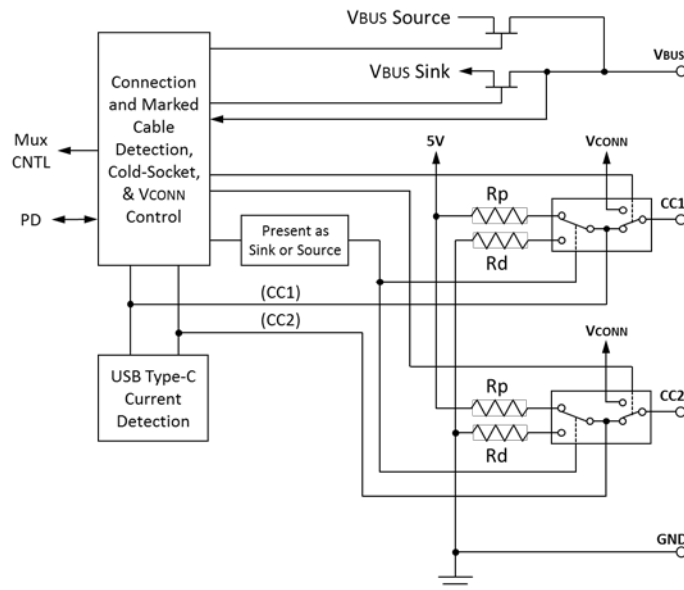 VBUS Source
VBUS
VBUS Sink
Connection
and Marked
Cable
Detection,
Cold-Socket,
& VCONN
Control
Mux
CNTL
PD
5V
VCONN
Rp
CC1
Rd
Present as
Sink or Source
(CC1)
(CC2)
VCONN
USB Type-C
Current
Detection
Rp
CC2
Rd
GND